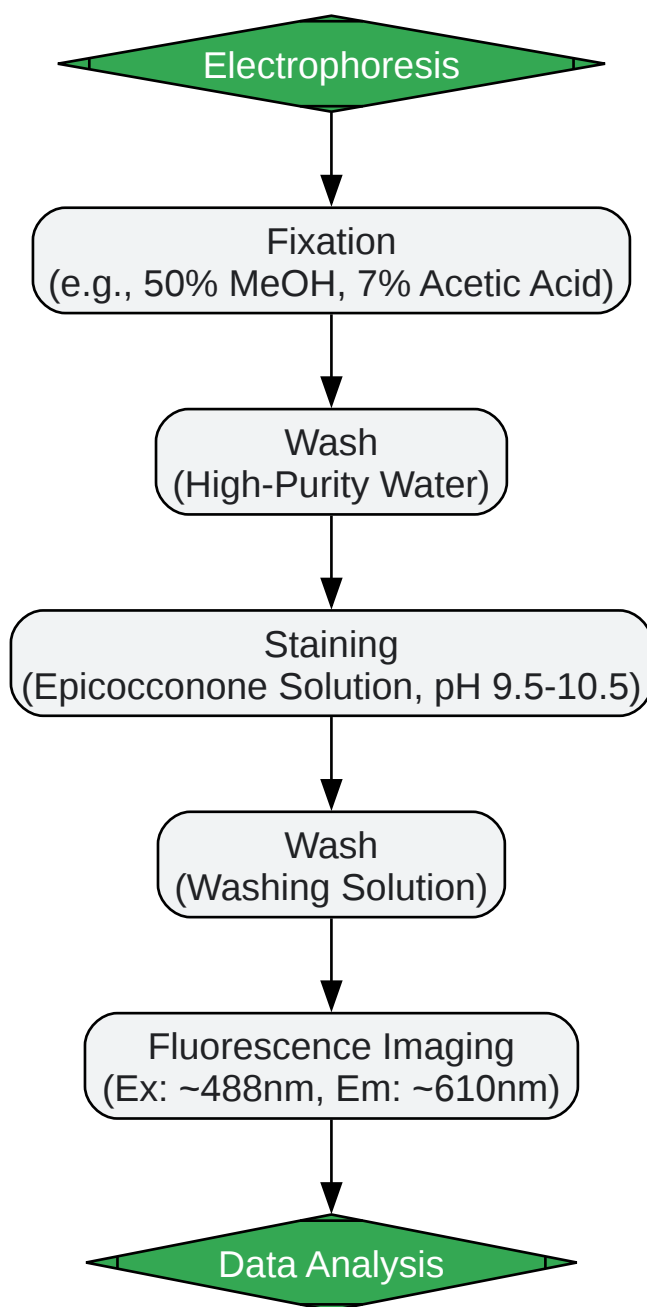 Electrophoresis
Fixation
(e.g., 50% MeOH, 7% Acetic Acid)
Wash
(High-Purity Water)
Staining
(Epicocconone Solution, pH 9.5-10.5)
Wash
(Washing Solution)
Fluorescence Imaging
(Ex: ~488nm, Em: ~610nm)
Data Analysis